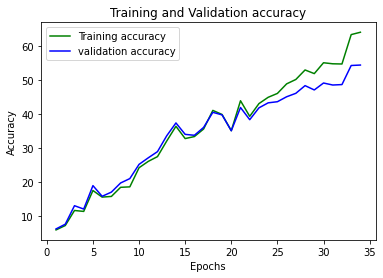 Training and Validation accuracy
Training accuracy
validation accuracy
60
50
40
30
20
10
Accuracy
0
5
10
15
20
25
30
35
Epochs